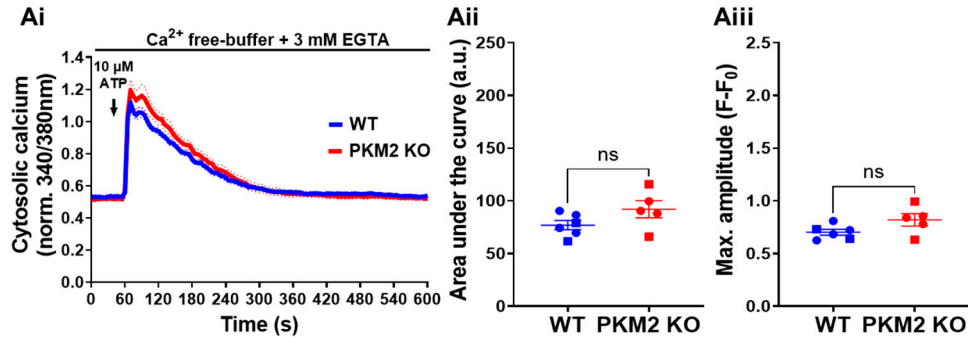 Ai
Ca2+ free-buffer + 3 mM EGTA
10 µM
ATP
WT
PKM2 KO
Cytosolic calcium
(norm. 340/380nm)
1.4
1.2
1.0
0.8
0.6
0.4
0.2
0.0
0 60 120 180 240 300 360 420 480 540 600
Time (s)
Aii
Area under the curve (a.u.)
250
200
150
100
50
0
ns
WT PKM2 KO
Aiii
Max. amplitude (F-F0)
2.5
2.0
1.5
1.0
0.5
0.0
ns
WT PKM2 KO